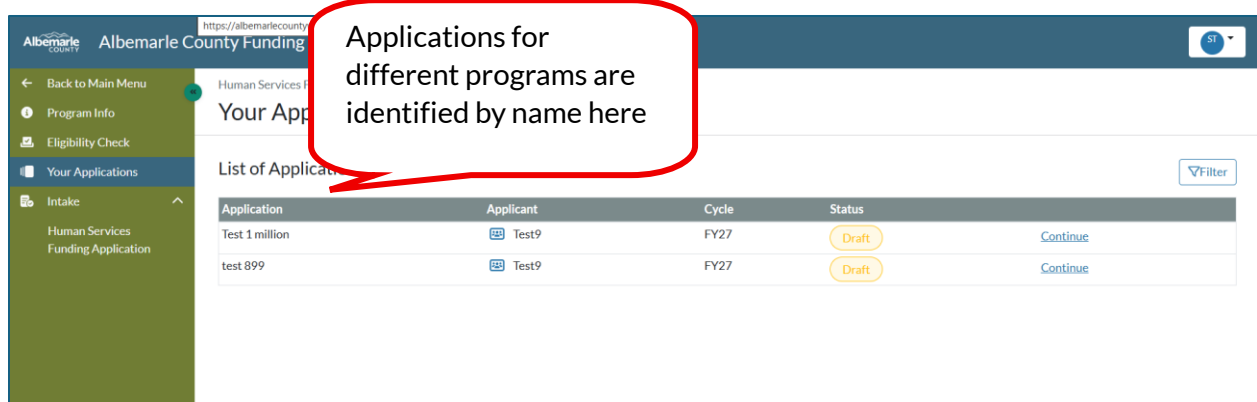 https://albemarlecounty
Albemarle
COUNTY
Albemarle County Funding
ST
Applications for
different programs are
identified by name here
Back to Main Menu
Program Info
Eligibility Check
Your Applications
Intake
Human Services
Funding Application
Human Services
Your App
List of Applicati
Filter
Application Applicant Cycle Status
Test 1 million Test9 FY27 Draft Continue
test 899 Test9 FY27 Draft Continue